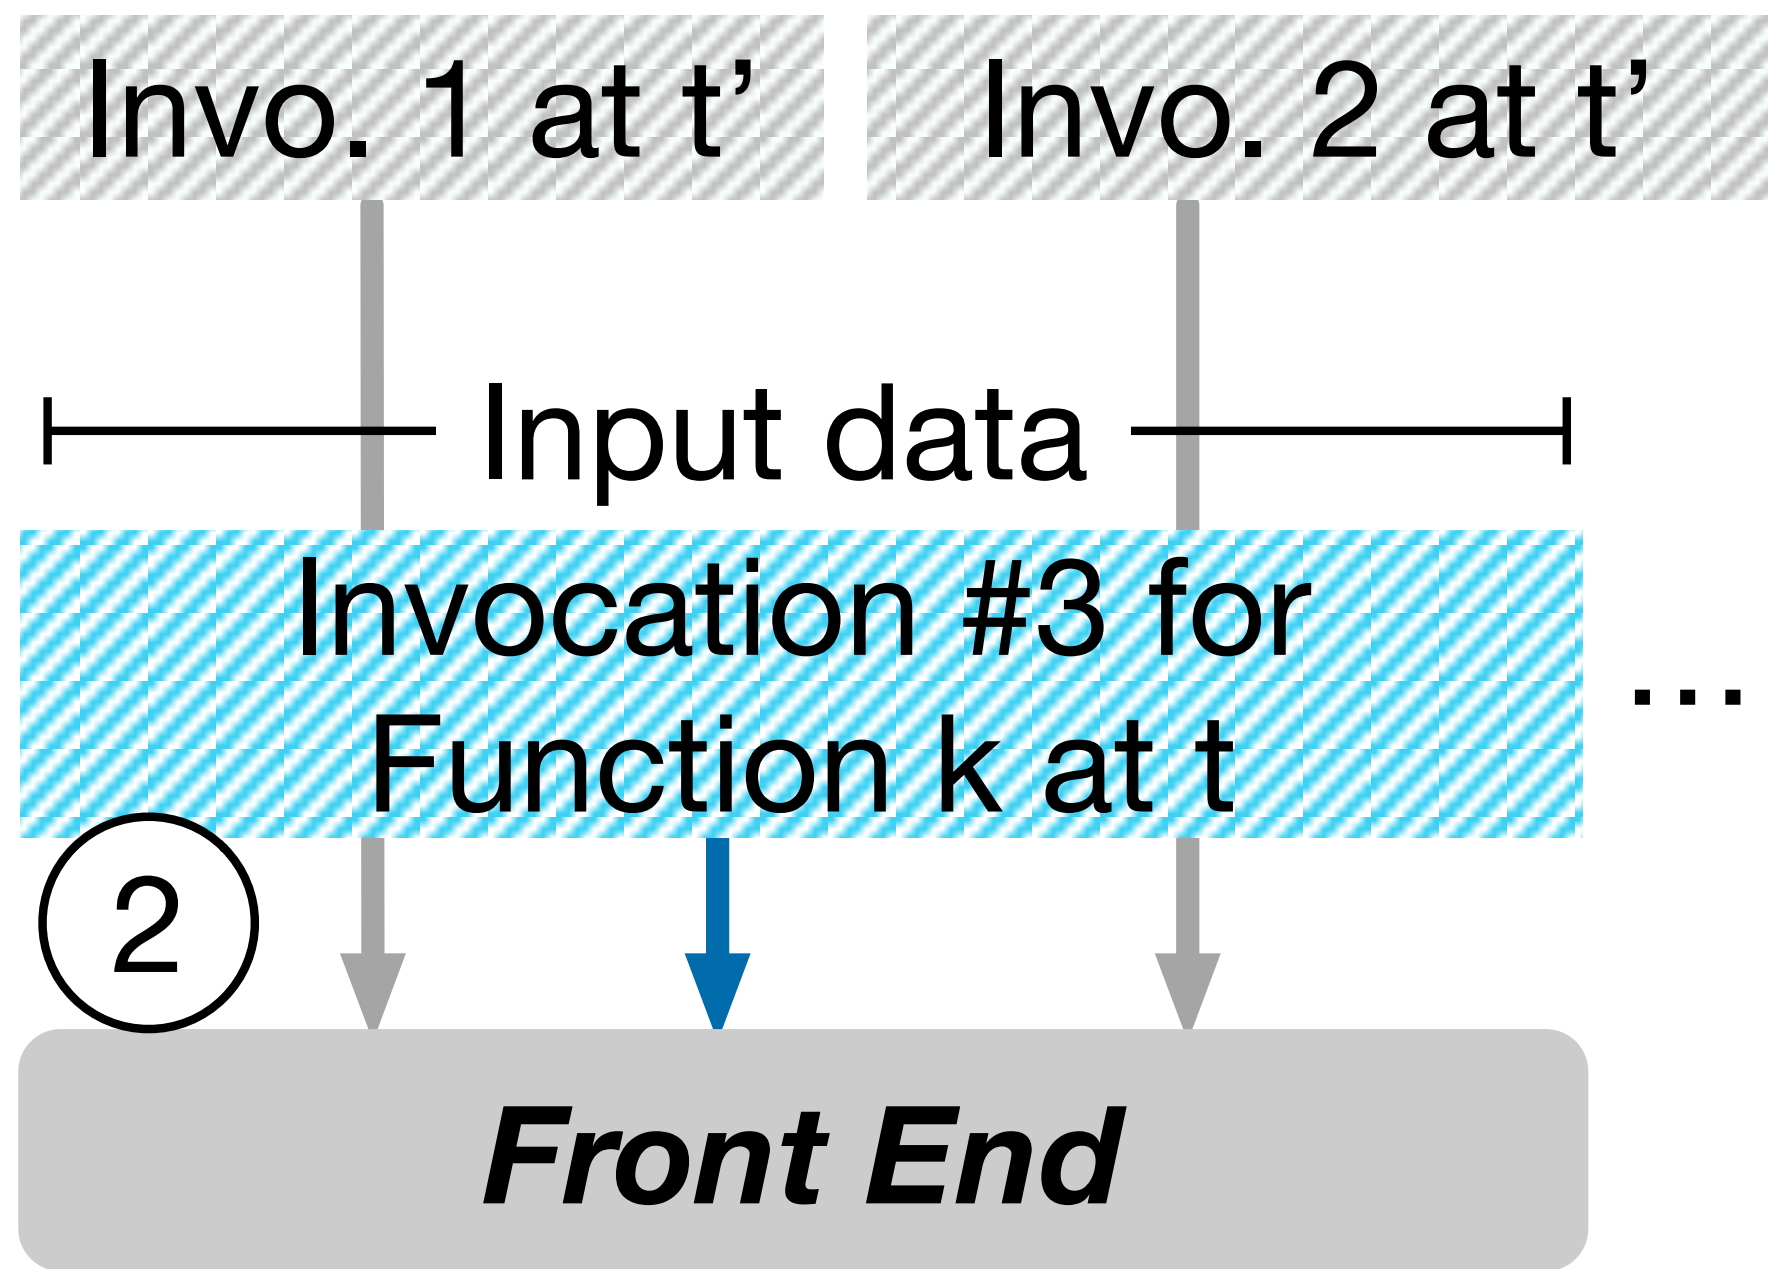 Invo. 1 at t’
Invo. 2 at t’
Input data
Invocation #3 for
Function k at t
...
2
Front End